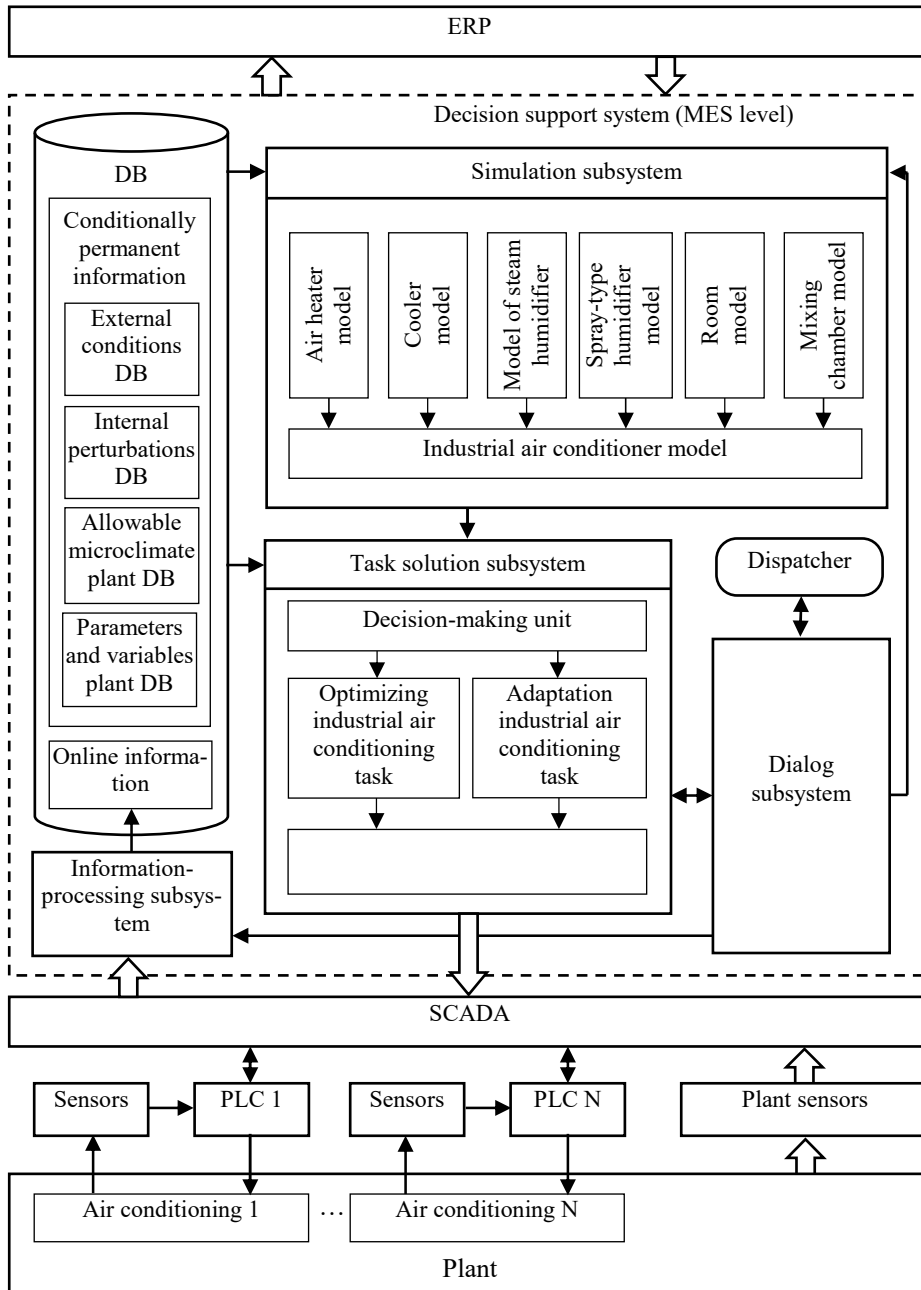 ERP
Decision support system (MES level)
DB
Conditionally
permanent
information
External
conditions
DB
Internal
perturbations
DB
Allowable
microclimate
plant DB
Parameters
and variables
plant DB
Online informa-
tion
Information-
processing subsys-
tem
Simulation subsystem
Air heater
model
Cooler
model
Model of steam
humidifier
Spray-type
humidifier
model
Room
model
Mixing
chamber model
Industrial air conditioner model
Task solution subsystem
Decision-making unit
Optimizing
industrial air
conditioning
task
Adaptation
industrial air
conditioning
task
Dispatcher
Dialog
subsystem
SCADA
Sensors
PLC 1
Sensors
PLC N
Plant sensors
Air conditioning 1
…
Air conditioning N
Plant